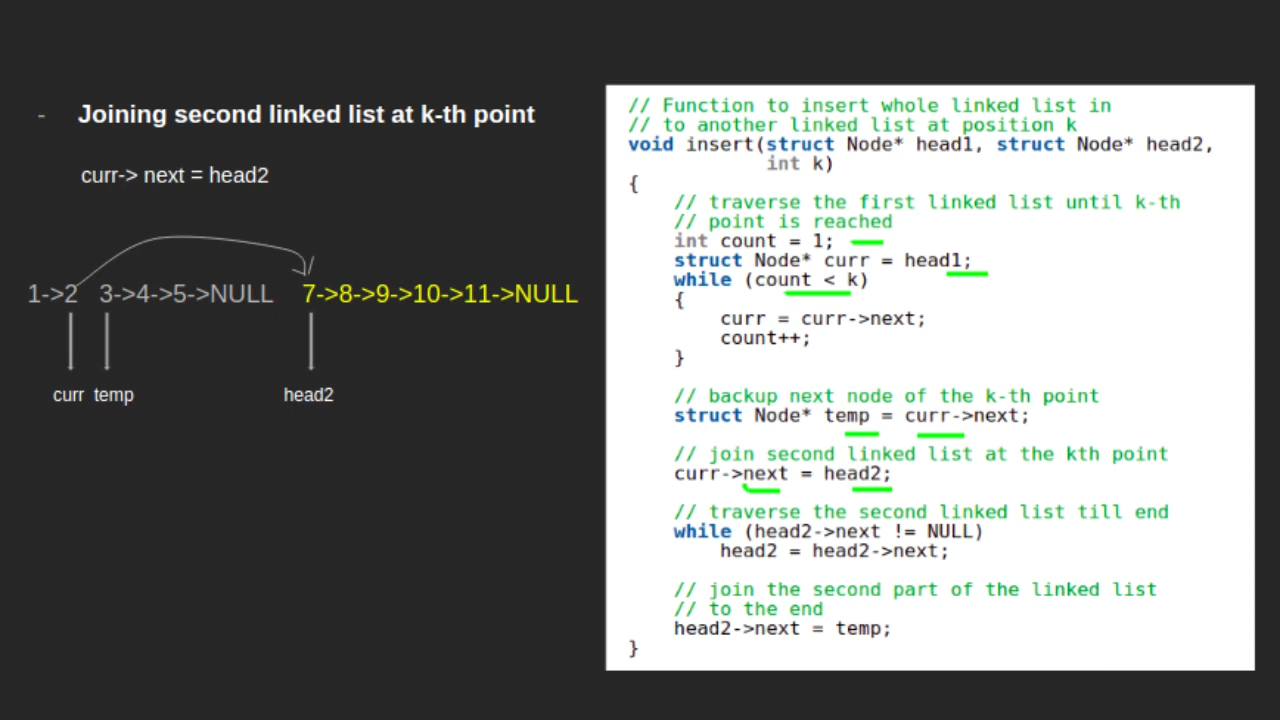 - Joining second linked list at k-th point
curr-> next = head2
1->2 3->4->5->NULL 7->8->9->10->11->NULL
curr temp head2
// Function to insert whole linked list in
// to another linked list at position k
void insert(struct Node* head1, struct Node* head2,
            int k)
{
    // traverse the first linked list until k-th
    // point is reached
    int count = 1;
    struct Node* curr = head1;
    while (count < k)
    {
        curr = curr->next;
        count++;
    }
    // backup next node of the k-th point
    struct Node* temp = curr->next;
    // join second linked list at the kth point
    curr->next = head2;
    // traverse the second linked list till end
    while (head2->next != NULL)
        head2 = head2->next;
    // join the second part of the linked list
    // to the end
    head2->next = temp;
}